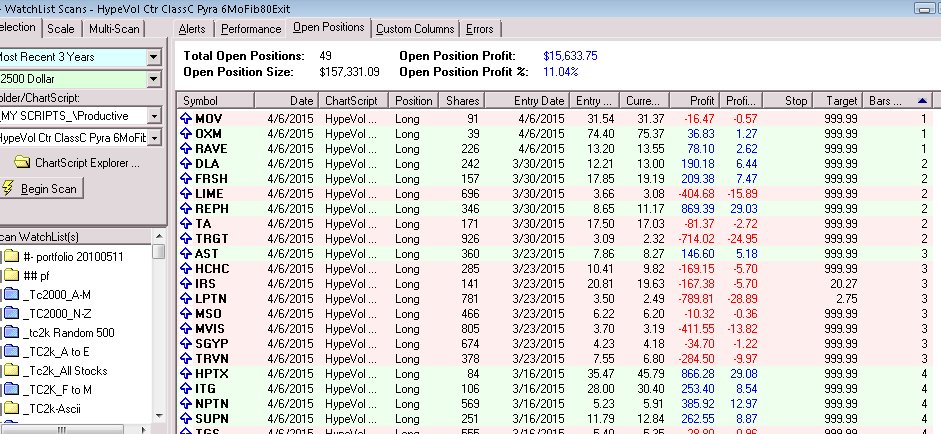 WatchList Scans - HypeVol Ctr ClassC Pyra 6MoFib80Exit
election Scale Multi-Scan
Alerts Performance Open Positions Custom Columns Errors
Most Recent 3 Years
2500 Dollar
older/ChartScript:
_MY SCRIPTS_\Productive
HypeVol Ctr ClassC Pyra 6MoFil
ChartScript Explorer ...
Begin Scan
can WatchList(s)
#- portfolio 20100511
## pf
_Tc2000_A-M
_TC2000_N-Z
_tc2k Random 500
_TC2k_A to E
_Tc2k_All Stocks
_TC2k_F to M
_TC2k-Ascii
Total Open Positions: 49 Open Position Profit: $15,633.75
Open Position Size: $157,331.09 Open Position Profit %: 11.04%
Symbol Date ChartScript Position Shares Entry Date Entry ... Curre... Profit Profi... Stop Target Bars ...
MOV 4/6/2015 HypeVol ... Long 91 4/6/2015 31.54 31.37 -16.47 -0.57 999.99 1
OXM 4/6/2015 HypeVol ... Long 39 4/6/2015 74.40 75.37 36.83 1.27 999.99 1
RAVE 4/6/2015 HypeVol ... Long 226 4/6/2015 13.20 13.55 78.10 2.62 999.99 1
DLA 4/6/2015 HypeVol ... Long 242 3/30/2015 12.21 13.00 190.18 6.44 999.99 2
FRSH 4/6/2015 HypeVol ... Long 157 3/30/2015 17.85 19.19 209.38 7.47 999.99 2
LIME 4/6/2015 HypeVol ... Long 696 3/30/2015 3.66 3.08 -404.68 -15.89 999.99 2
REPH 4/6/2015 HypeVol ... Long 346 3/30/2015 8.65 11.17 869.39 29.03 999.99 2
TA 4/6/2015 HypeVol ... Long 171 3/30/2015 17.50 17.03 -81.37 -2.72 999.99 2
TRGT 4/6/2015 HypeVol ... Long 926 3/30/2015 3.09 2.32 -714.02 -24.95 999.99 2
AST 4/6/2015 HypeVol ... Long 360 3/23/2015 7.86 8.27 146.60 5.18 999.99 3
HCHC 4/6/2015 HypeVol ... Long 285 3/23/2015 10.41 9.82 -169.15 -5.70 999.99 3
IRS 4/6/2015 HypeVol ... Long 141 3/23/2015 20.81 19.63 -167.38 -5.70 20.27 3
LPTN 4/6/2015 HypeVol ... Long 781 3/23/2015 3.50 2.49 -789.81 -28.89 2.75 3
MSO 4/6/2015 HypeVol ... Long 466 3/23/2015 6.22 6.20 -10.32 -0.36 999.99 3
MVIS 4/6/2015 HypeVol ... Long 805 3/23/2015 3.70 3.19 -411.55 -13.82 999.99 3
SGYP 4/6/2015 HypeVol ... Long 674 3/23/2015 4.23 4.18 -34.70 -1.22 999.99 3
TRVN 4/6/2015 HypeVol ... Long 378 3/23/2015 7.55 6.80 -284.50 -9.97 999.99 3
HPTX 4/6/2015 HypeVol ... Long 84 3/16/2015 35.47 45.79 866.28 29.08 999.99 4
ITG 4/6/2015 HypeVol ... Long 106 3/16/2015 28.00 30.40 253.40 8.54 999.99 4
NPTN 4/6/2015 HypeVol ... Long 569 3/16/2015 5.23 5.91 385.92 12.97 999.99 4
SUPN 4/6/2015 HypeVol ... Long 251 3/16/2015 11.79 12.84 262.55 8.87 999.99 4